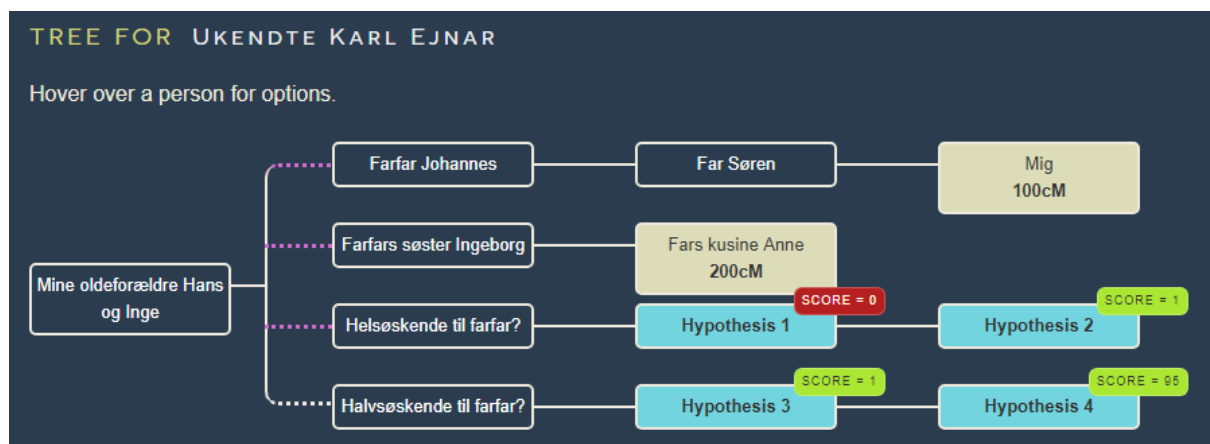 TREE FOR UKENDTE KARL EJNAR
Hover over a person for options.
Farfar Johannes
Far Søren
Mig
100cM
Farfars søster Ingeborg
Fars kusine Anne
200cM
Mine oldeforældre Hans
og Inge
SCORE = 0
SCORE = 1
Helsøskende til farfar?
Hypothesis 1
Hypothesis 2
SCORE = 1
SCORE = 95
Halvsøskende til farfar?
Hypothesis 3
Hypothesis 4